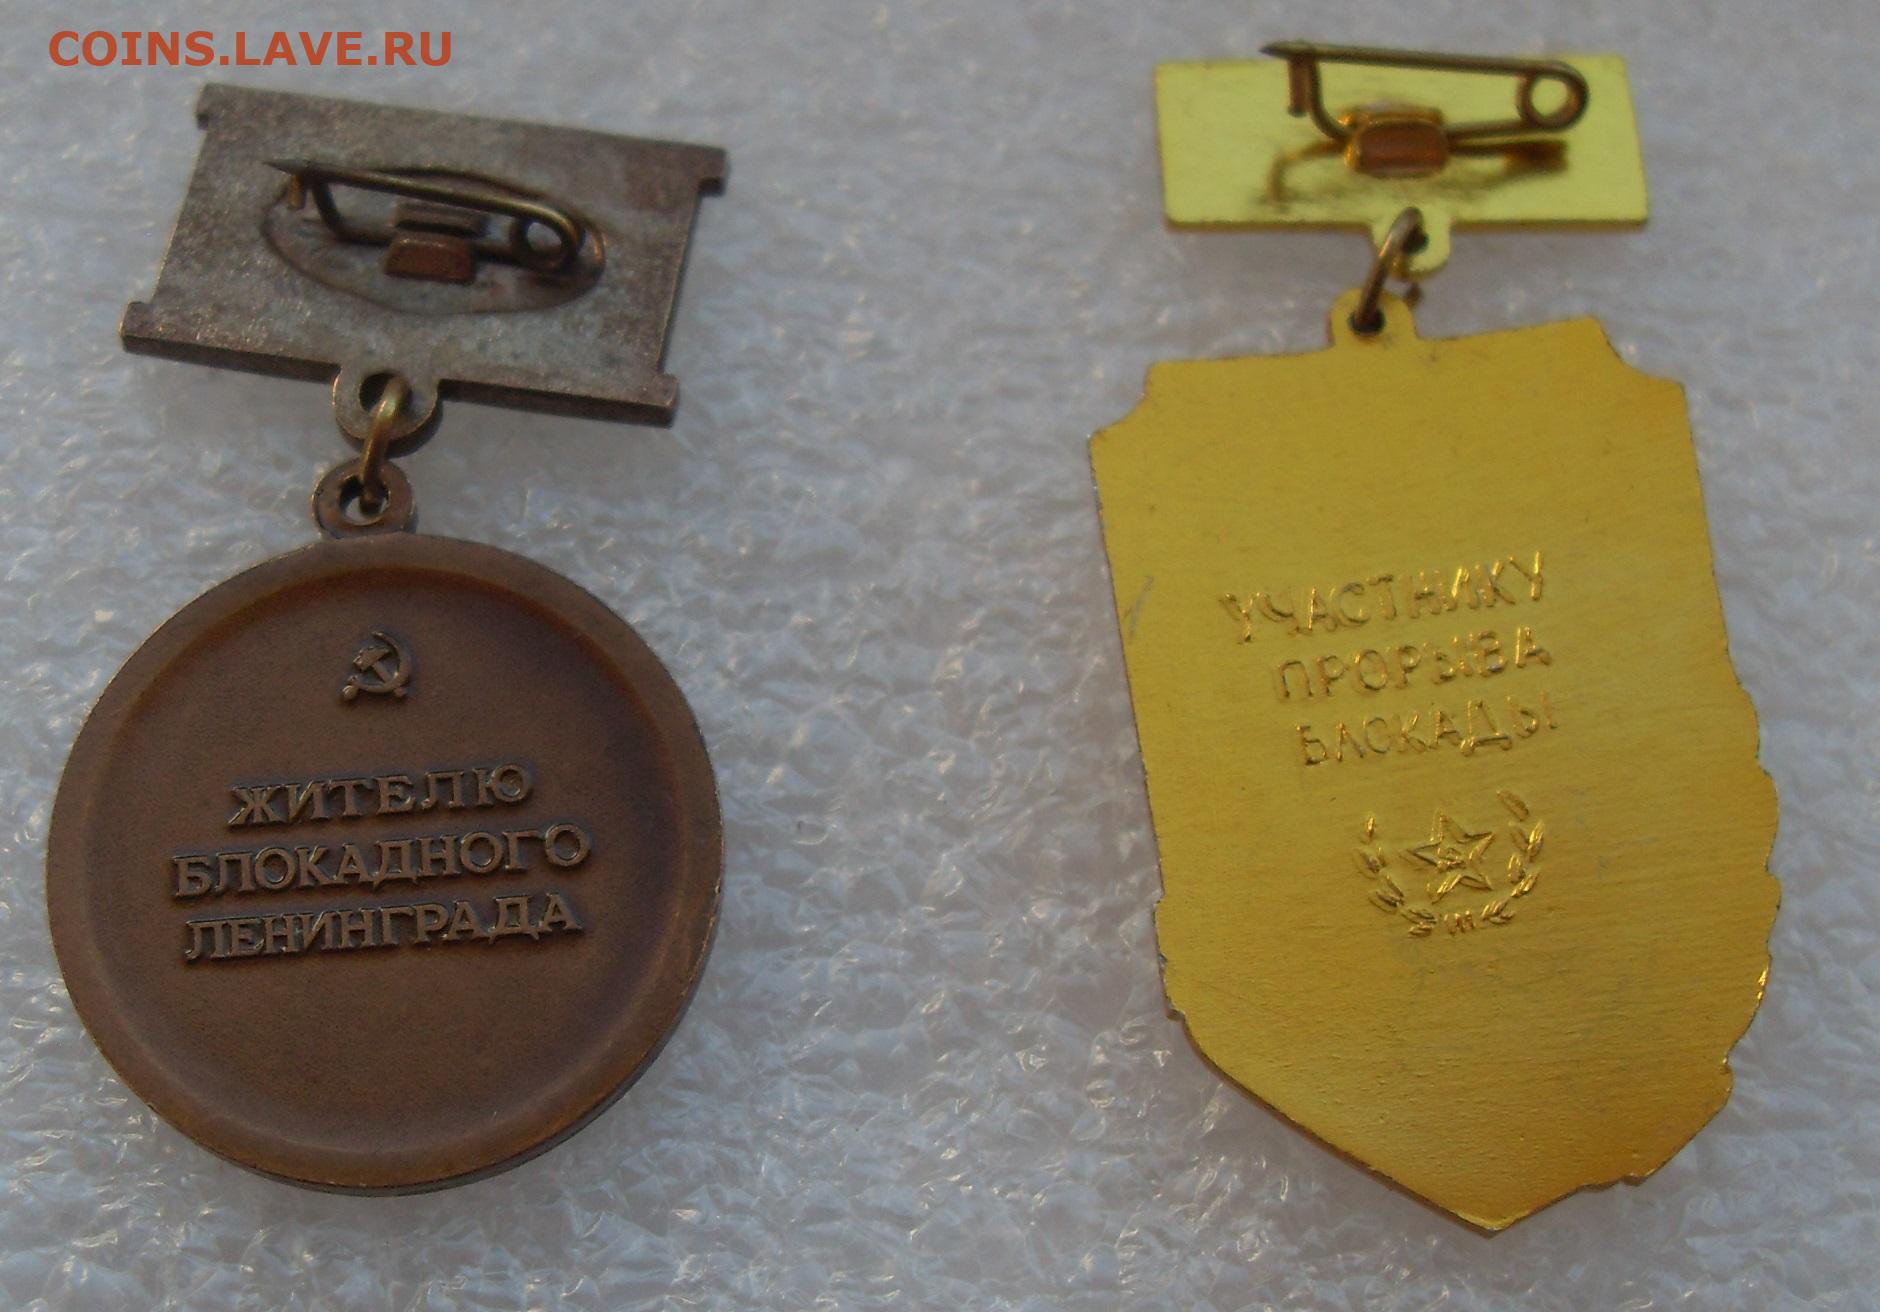 COINS.LAVE.RU
ЖИТЕЛЮ
БЛОКАДНОГО
ЛЕНИНГРАДА
УЧАСТНИКУ
ПРОРЫВА
БЛОКАДЫ